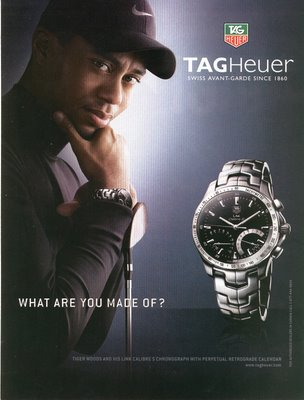 TAG
HEUER
TAGHeuer
SWISS AVANT-GARDE SINCE 1860
WHAT ARE YOU MADE OF?
TIGER WOODS AND HIS LINK CALIBRE S CHRONOGRAPH WITH PERPETUAL RETROGRADE CALENDAR
www.tagheuer.com